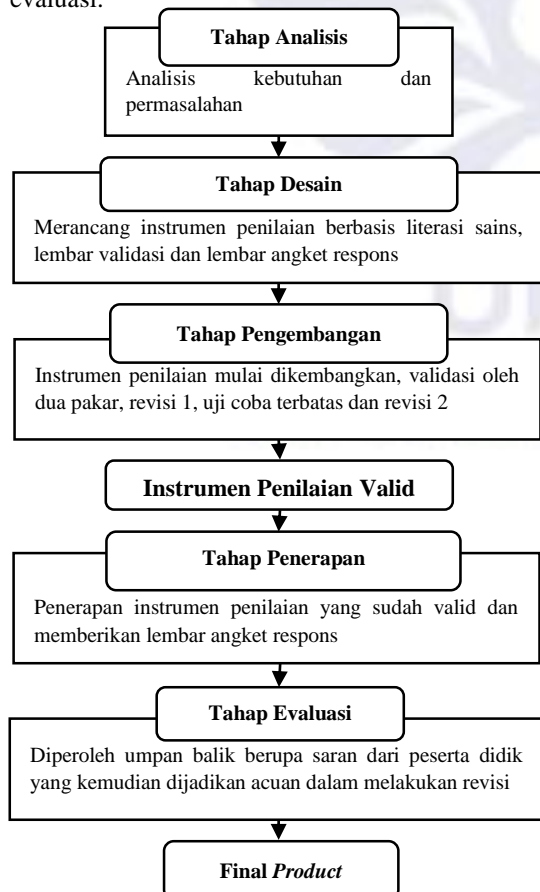 evaluasi.
Tahap Analisis
Analisis kebutuhan dan
permasalahan
Tahap Desain
Merancang instrumen penilaian berbasis literasi sains,
lembar validasi dan lembar angket respons
Tahap Pengembangan
Instrumen penilaian mulai dikembangkan, validasi oleh
dua pakar, revisi 1, uji coba terbatas dan revisi 2
Instrumen Penilaian Valid
Tahap Penerapan
Penerapan instrumen penilaian yang sudah valid dan
memberikan lembar angket respons
Tahap Evaluasi
Diperoleh umpan balik berupa saran dari peserta didik
yang kemudian dijadikan acuan dalam melakukan revisi
Final Product